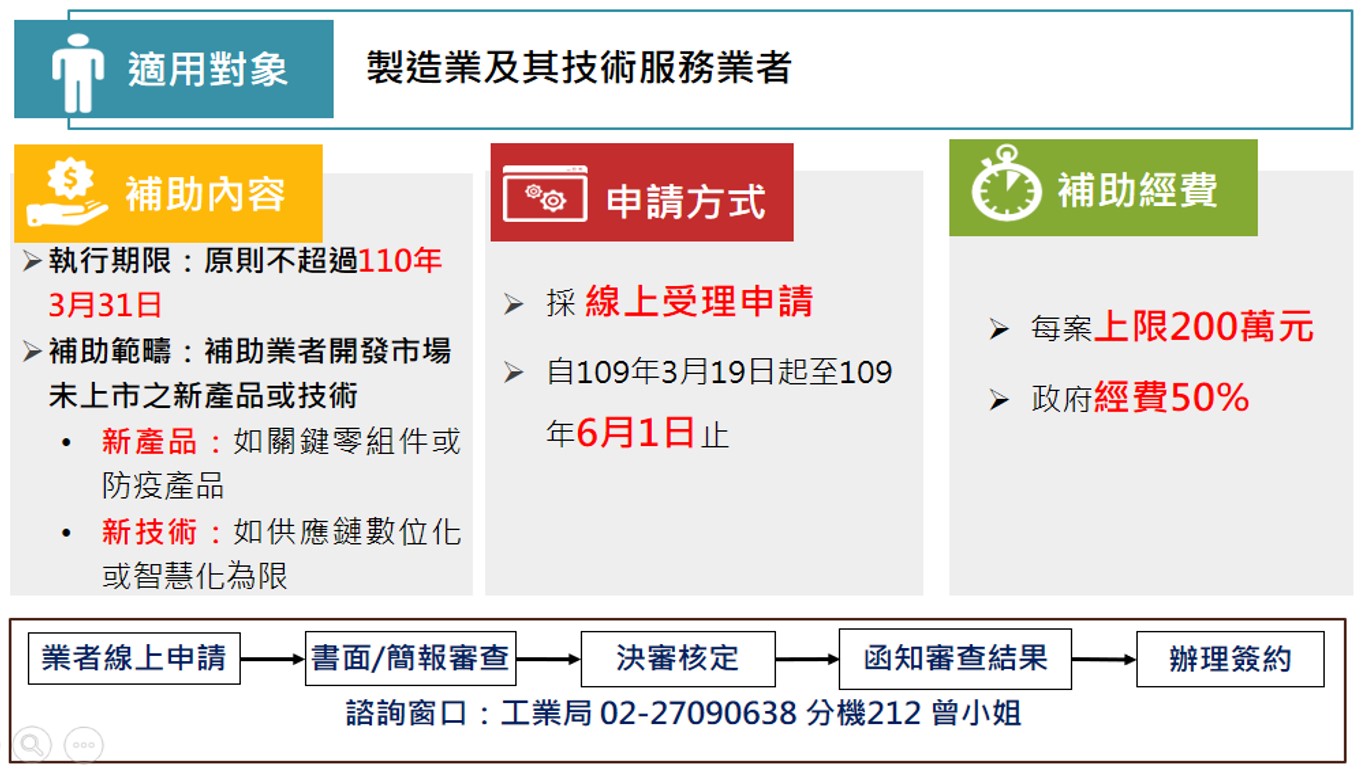 適用對象
製造業及其技術服務業者
補助內容
➢執行期限：原則不超過110年
3月31日
➢補助範疇：補助業者開發市場
未上市之新產品或技術
• 新產品：如關鍵零組件或
防疫產品
• 新技術：如供應鏈數位化
或智慧化為限
申請方式
➢ 採 線上受理申請
➢ 自109年3月19日起至109
年6月1日止
補助經費
➢ 每案上限200萬元
➢ 政府經費50%
業者線上申請
書面/簡報審查
決審核定
函知審查結果
辦理簽約
諮詢窗口：工業局 02-27090638 分機212 曾小姐